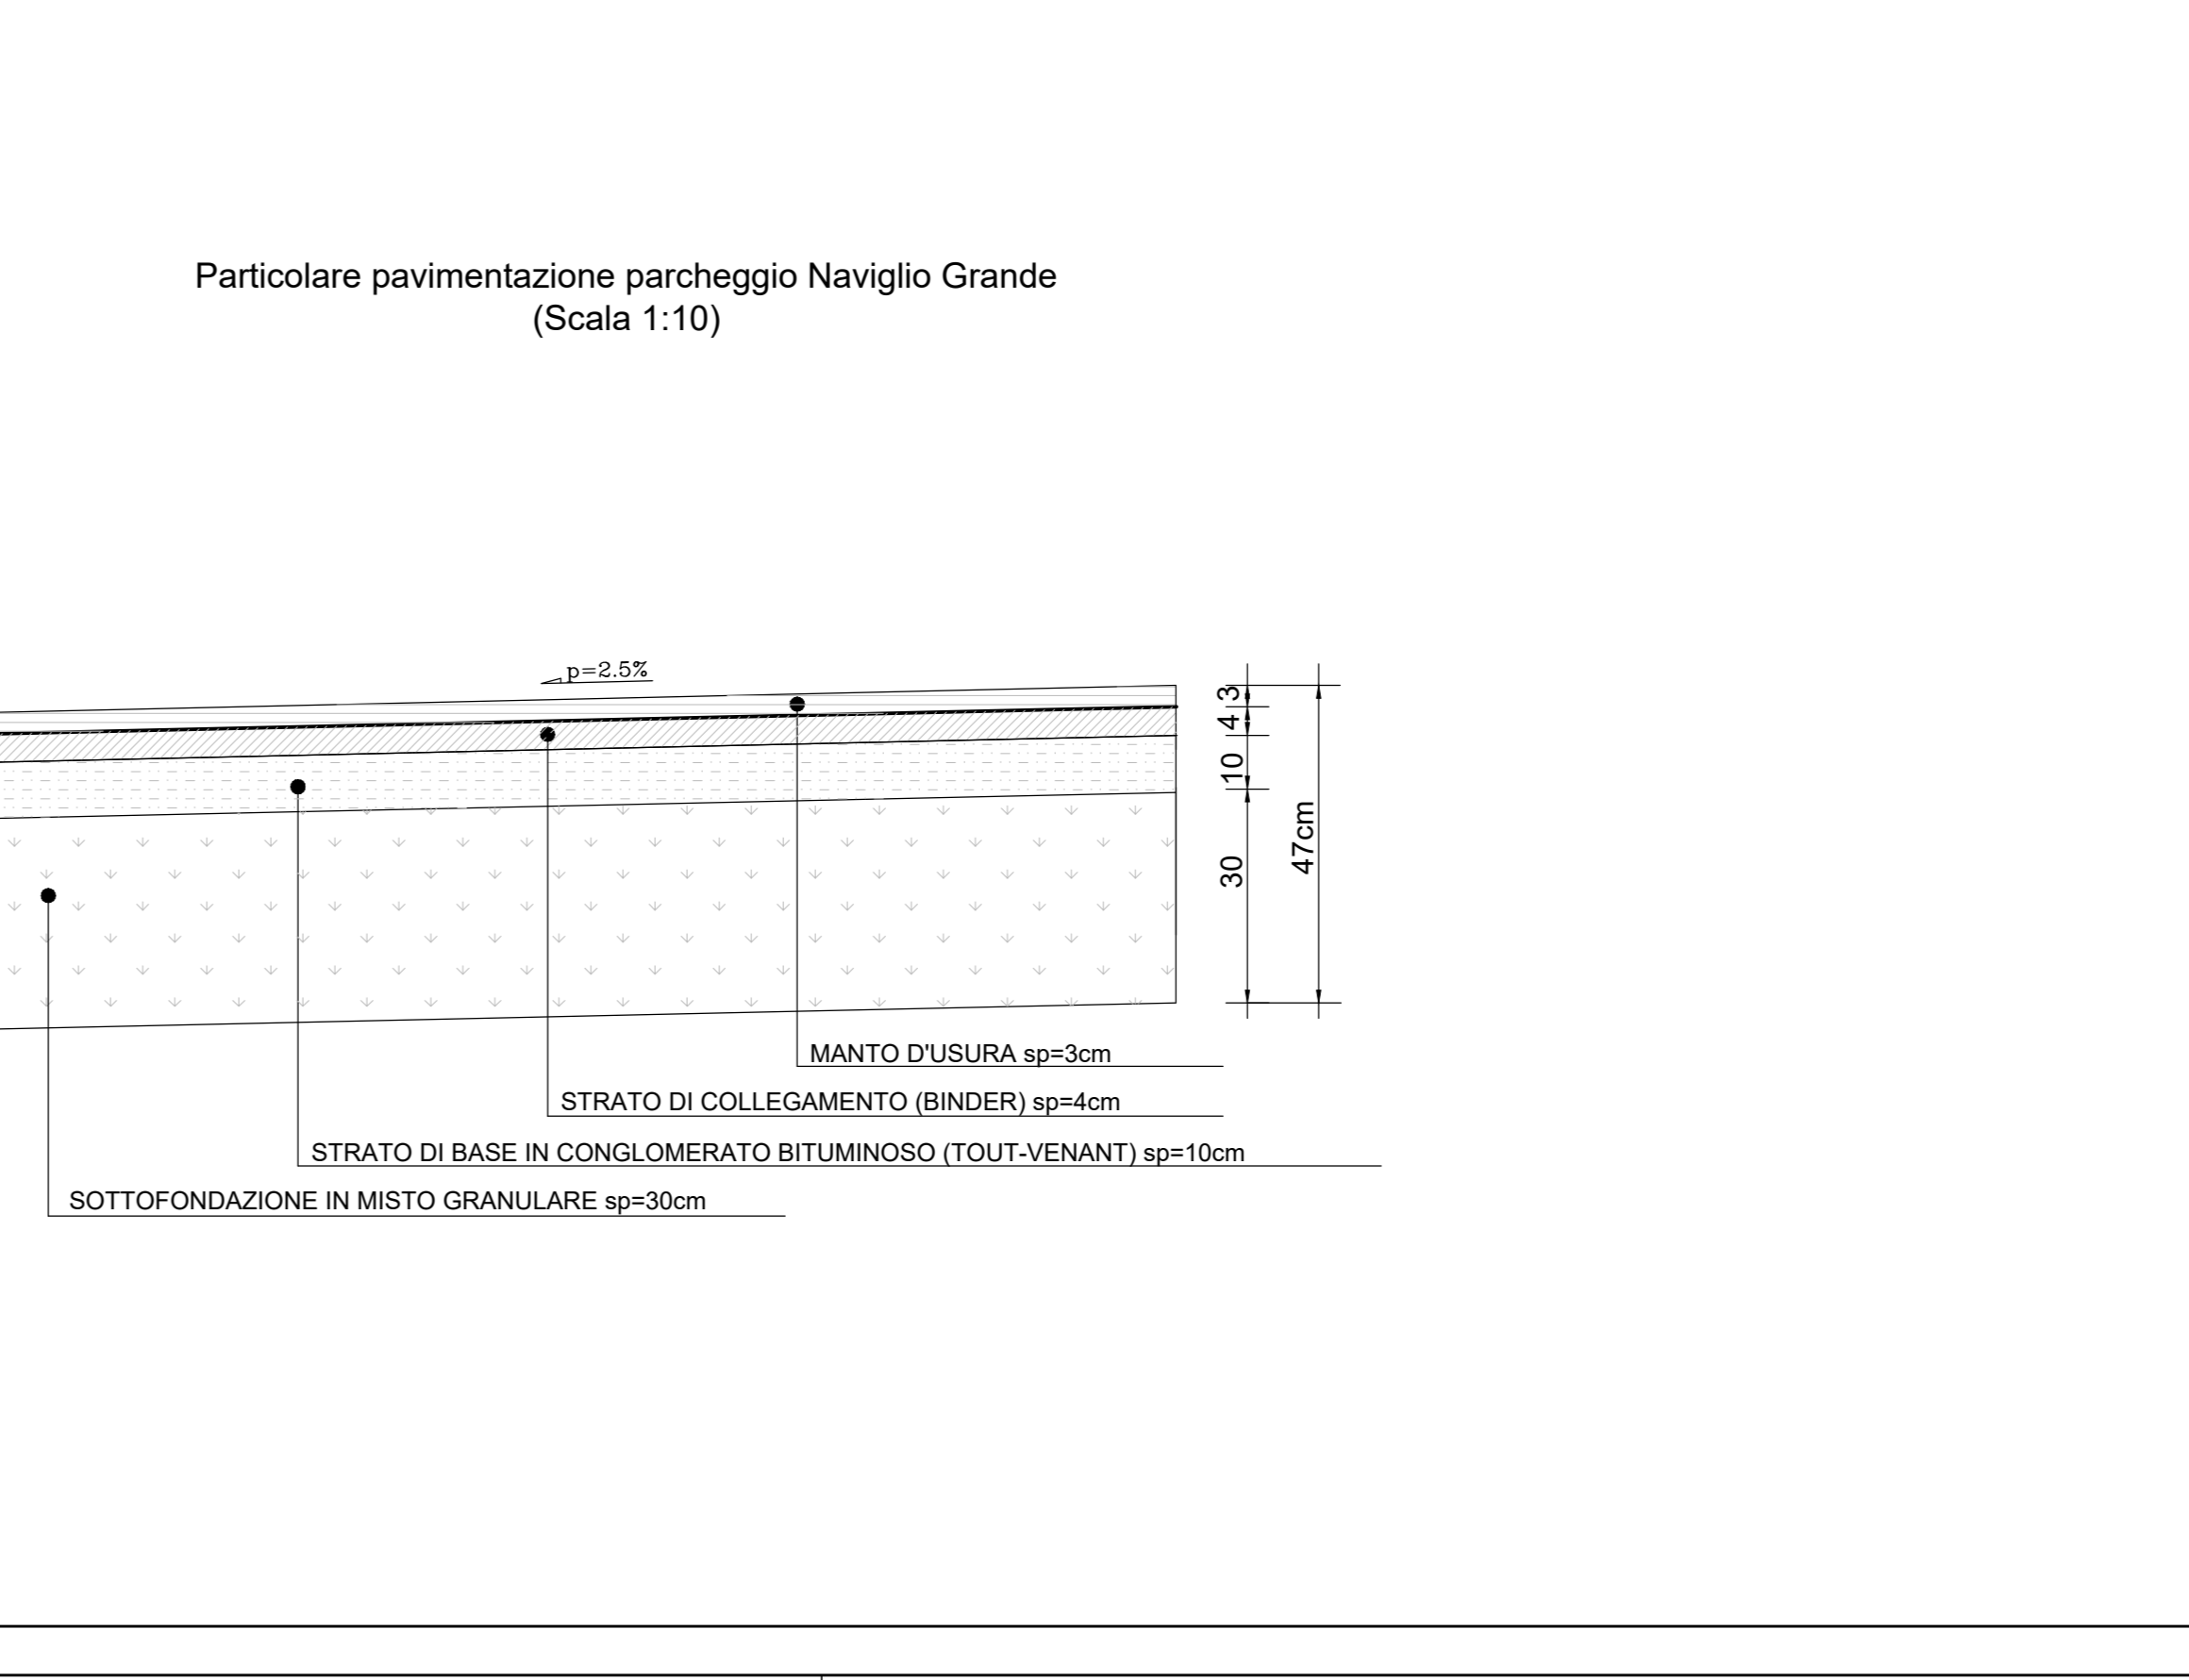 Particolare pavimentazione parcheggio Naviglio Grande
(Scala 1:10)
p=2.5%
3
4
10
30
47cm
MANTO D'USURA sp=3cm
STRATO DI COLLEGAMENTO (BINDER) sp=4cm
STRATO DI BASE IN CONGLOMERATO BITUMINOSO (TOUT-VENANT) sp=10cm
SOTTOFONDAZIONE IN MISTO GRANULARE sp=30cm